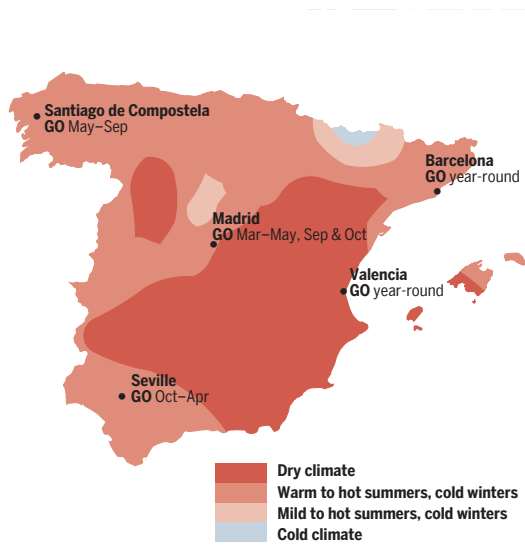 Santiago de Compostela
GO May–Sep
Barcelona
GO year-round
Madrid
GO Mar–May, Sep & Oct
Valencia
GO year-round
Seville
GO Oct–Apr
Dry climate
Warm to hot summers, cold winters
Mild to hot summers, cold winters
Cold climate